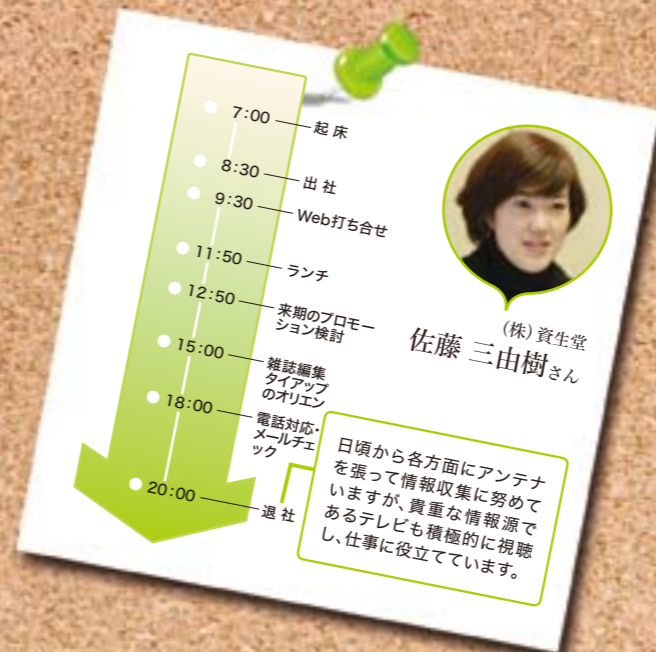 7:00 起床
8:30 出社
9:30 Web打ち合せ
11:50 ランチ
12:50 来期のプロモー
ション検討
15:00 雑誌編集
タイアップ
のオリエン
18:00 電話対応・
メールチェ
ック
20:00 退社
(株)資生堂
佐藤 三由樹さん
日頃から各方面にアンテナ
を張って情報収集に努めて
いますが、貴重な情報源で
あるテレビも積極的に視聴
し、仕事に役立てています。